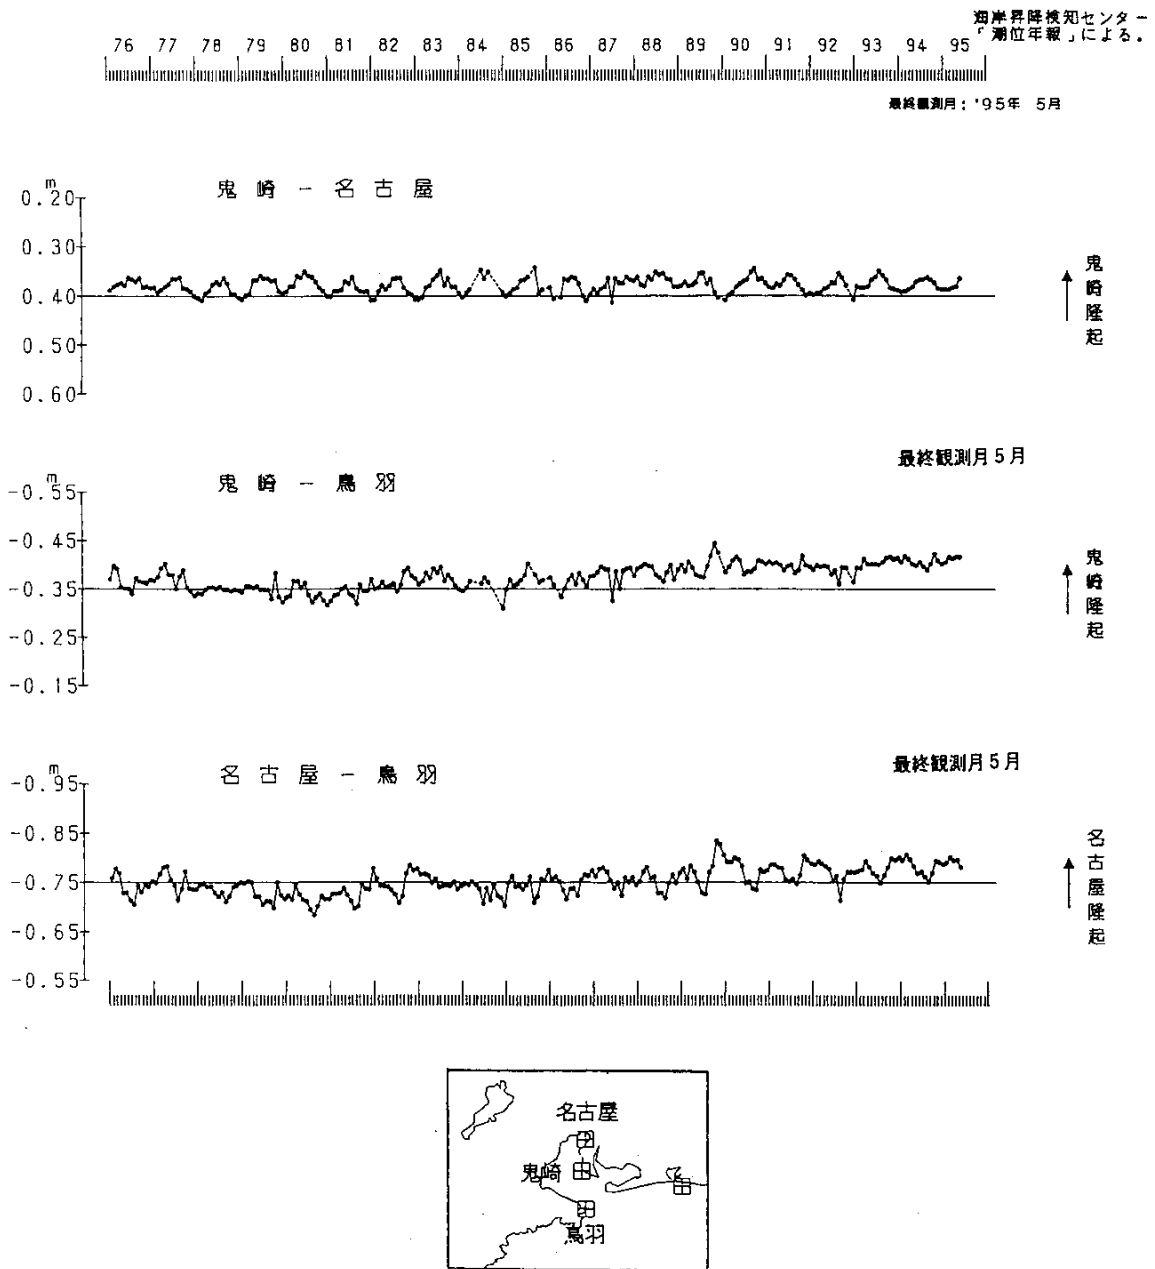 海岸昇降検知センター
「潮位年報」による.
76 77 78 79 80 81 82 83 84 85 86 87 88 89 90 91 92 93 94 95
最終観測月: '95年 5月
m
鬼崎-名古屋
0.20
0.30
0.40
0.50
0.60
鬼崎隆起
最終観測月5月
m
鬼崎-鳥羽
-0.55
-0.45
-0.35
-0.25
-0.15
鬼崎隆起
最終観測月5月
m
名古屋-鳥羽
-0.95
-0.85
-0.75
-0.65
-0.55
名古屋隆起
名古屋
鬼崎
鳥羽